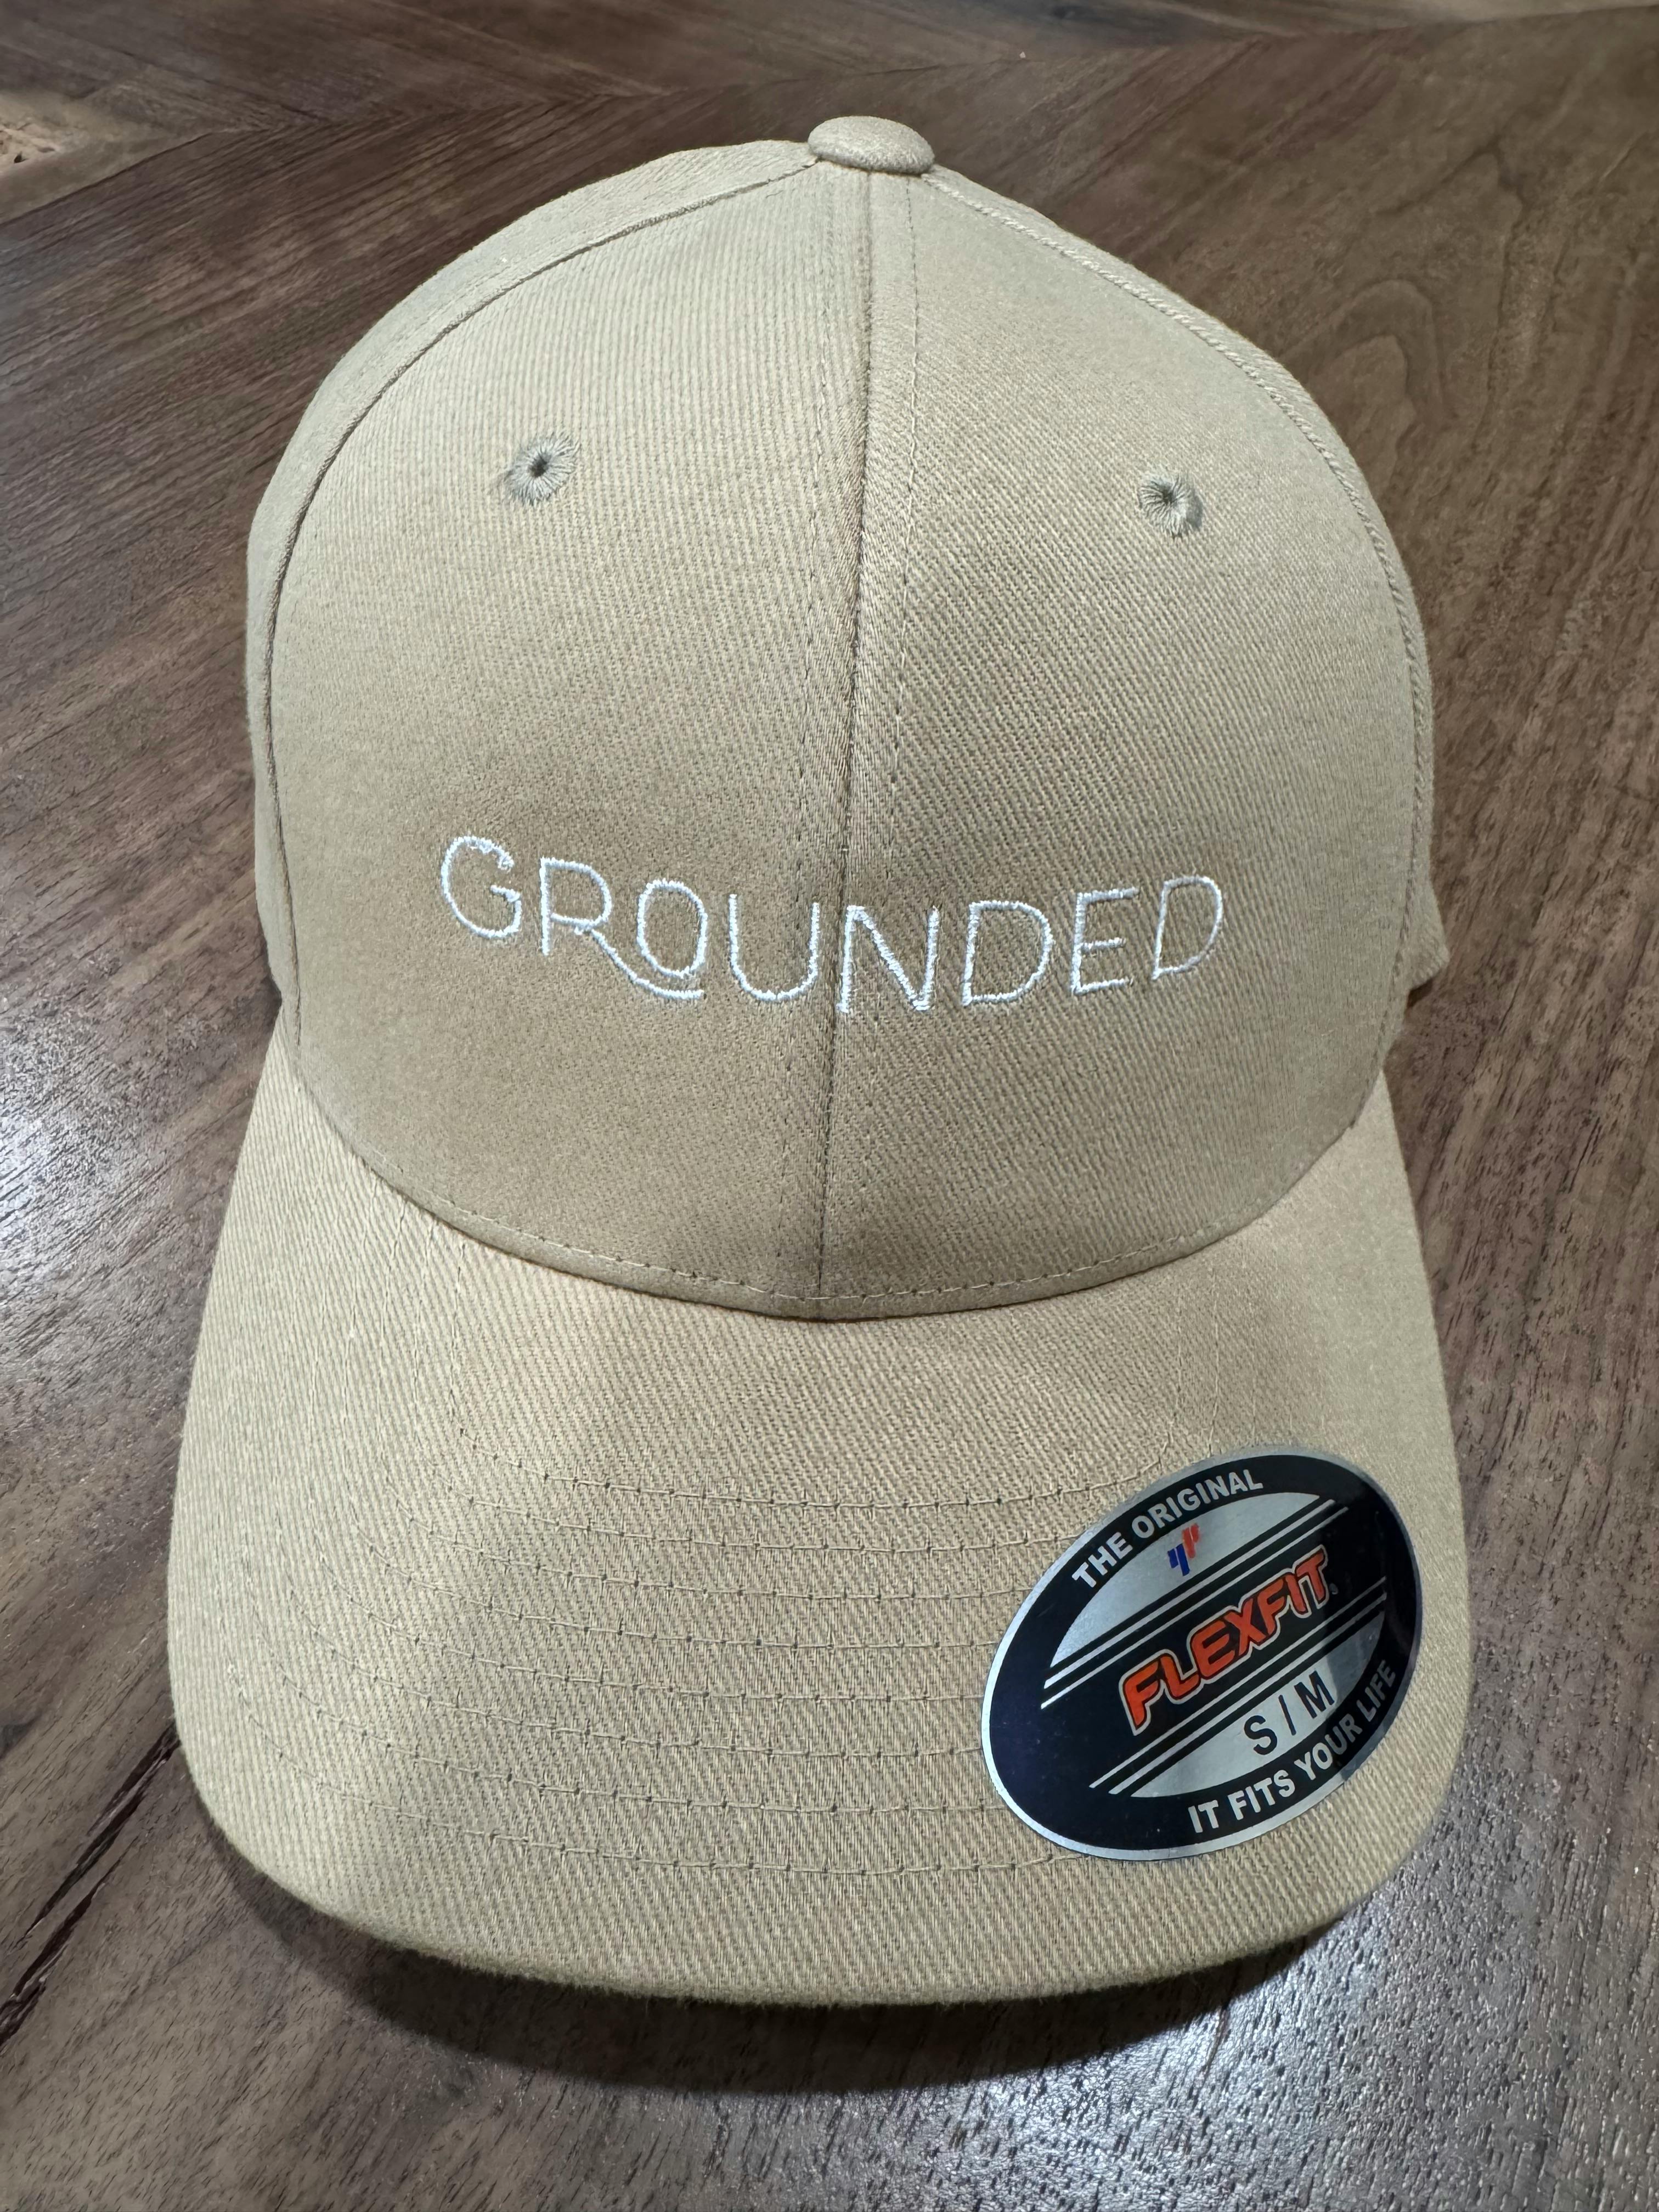 GROUNDED
THE ORIGINAL
FLEXFIT®
S / M
IT FITS YOUR LIFE